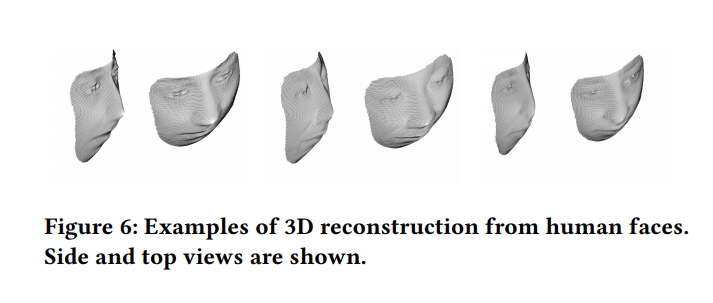 Figure 6: Examples of 3D reconstruction from human faces.
Side and top views are shown.